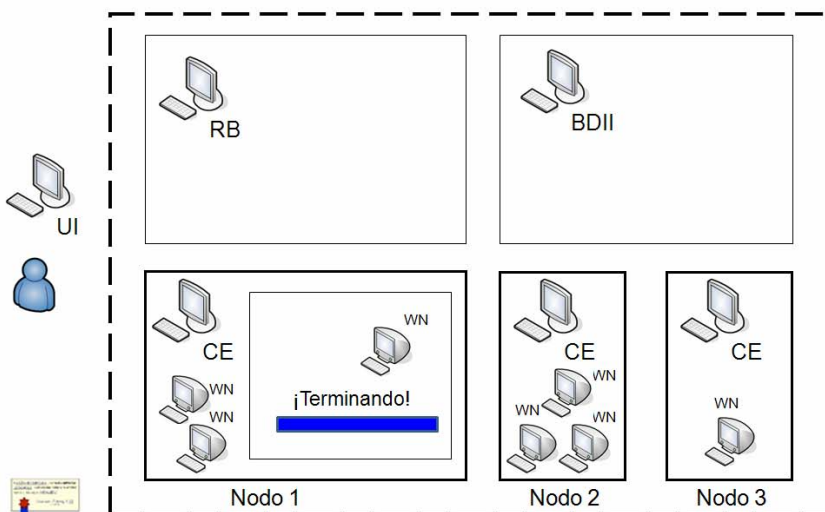 RB
BDII
UI
CE
WN
WN
WN
¡Terminando!
CE
WN
WN
WN
CE
WN
Nodo 1
Nodo 2
Nodo 3